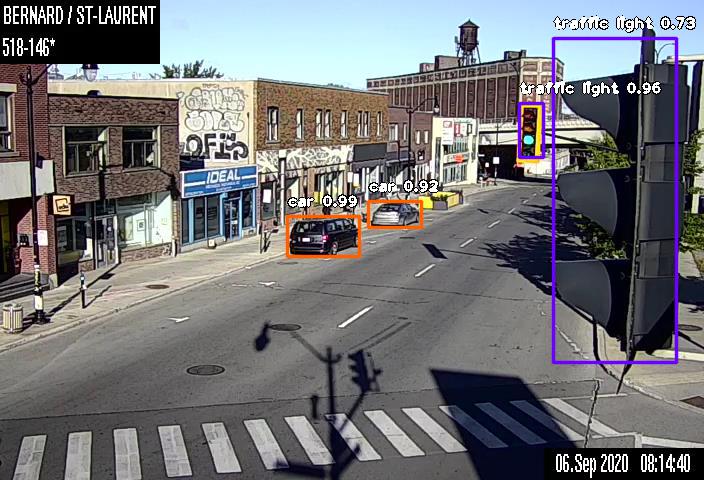 BERNARD / ST-LAURENT
518-146*
traffic light 0.73
traffic light 0.96
car 0.99
car 0.92
IDEAL
06.Sep 2020 08:14:40